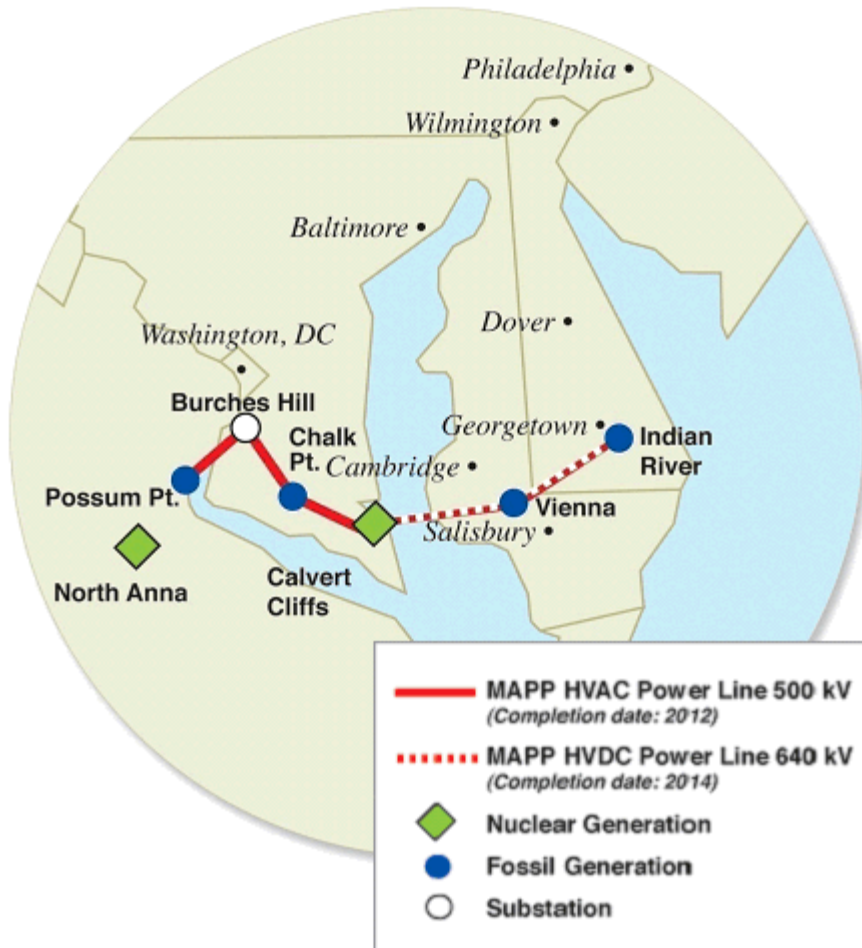 Philadelphia
Wilmington
Baltimore
Dover
Washington, DC
Burches Hill
Chalk
Pt.
Georgetown
Indian
River
Cambridge
Possum Pt.
Vienna
Salisbury
North Anna
Calvert
Cliffs
MAPP HVAC Power Line 500 kV
(Completion date: 2012)
MAPP HVDC Power Line 640 kV
(Completion date: 2014)
Nuclear Generation
Fossil Generation
Substation